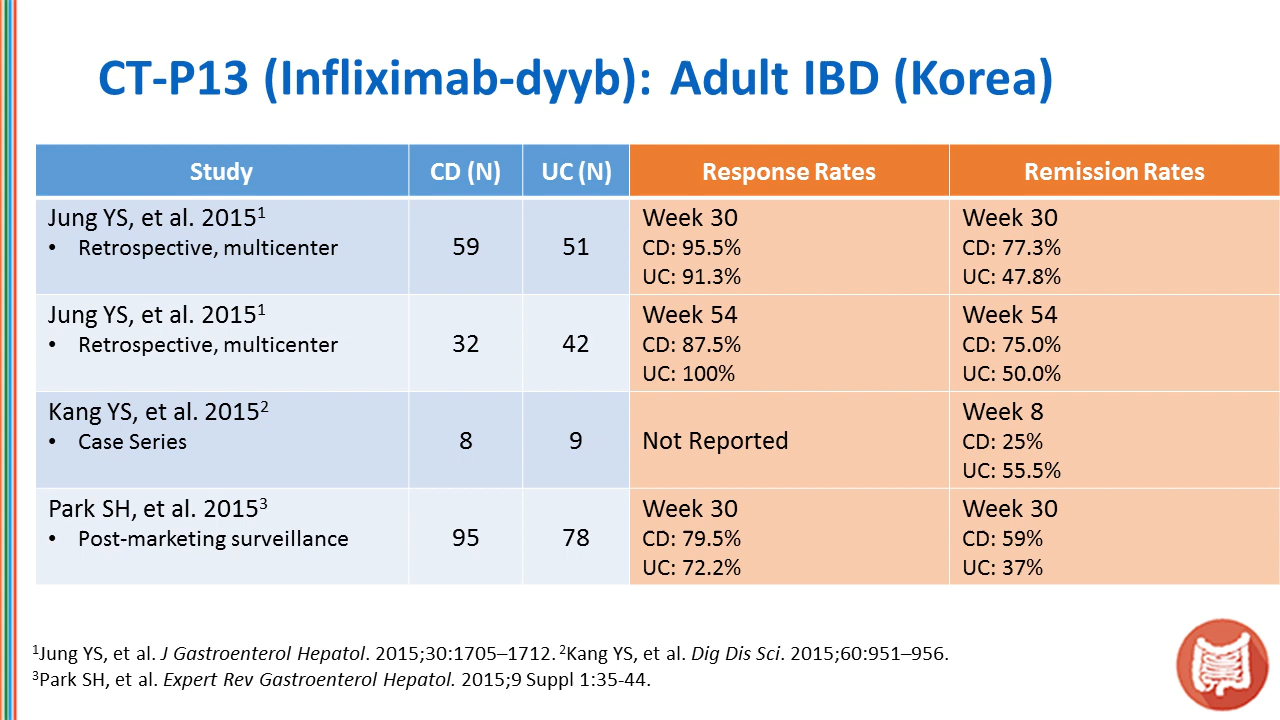 CT-P13 (Infliximab-dyyb): Adult IBD (Korea)
Study CD (N) UC (N) Response Rates Remission Rates
Jung YS, et al. 2015¹
• Retrospective, multicenter
59
51
Week 30
CD: 95.5%
UC: 91.3%
Week 30
CD: 77.3%
UC: 47.8%
Jung YS, et al. 2015¹
• Retrospective, multicenter
32
42
Week 54
CD: 87.5%
UC: 100%
Week 54
CD: 75.0%
UC: 50.0%
Kang YS, et al. 2015²
• Case Series
8
9
Not Reported
Week 8
CD: 25%
UC: 55.5%
Park SH, et al. 2015³
• Post-marketing surveillance
95
78
Week 30
CD: 79.5%
UC: 72.2%
Week 30
CD: 59%
UC: 37%
¹Jung YS, et al. J Gastroenterol Hepatol. 2015;30:1705–1712. ²Kang YS, et al. Dig Dis Sci. 2015;60:951–956.
³Park SH, et al. Expert Rev Gastroenterol Hepatol. 2015;9 Suppl 1:35-44.